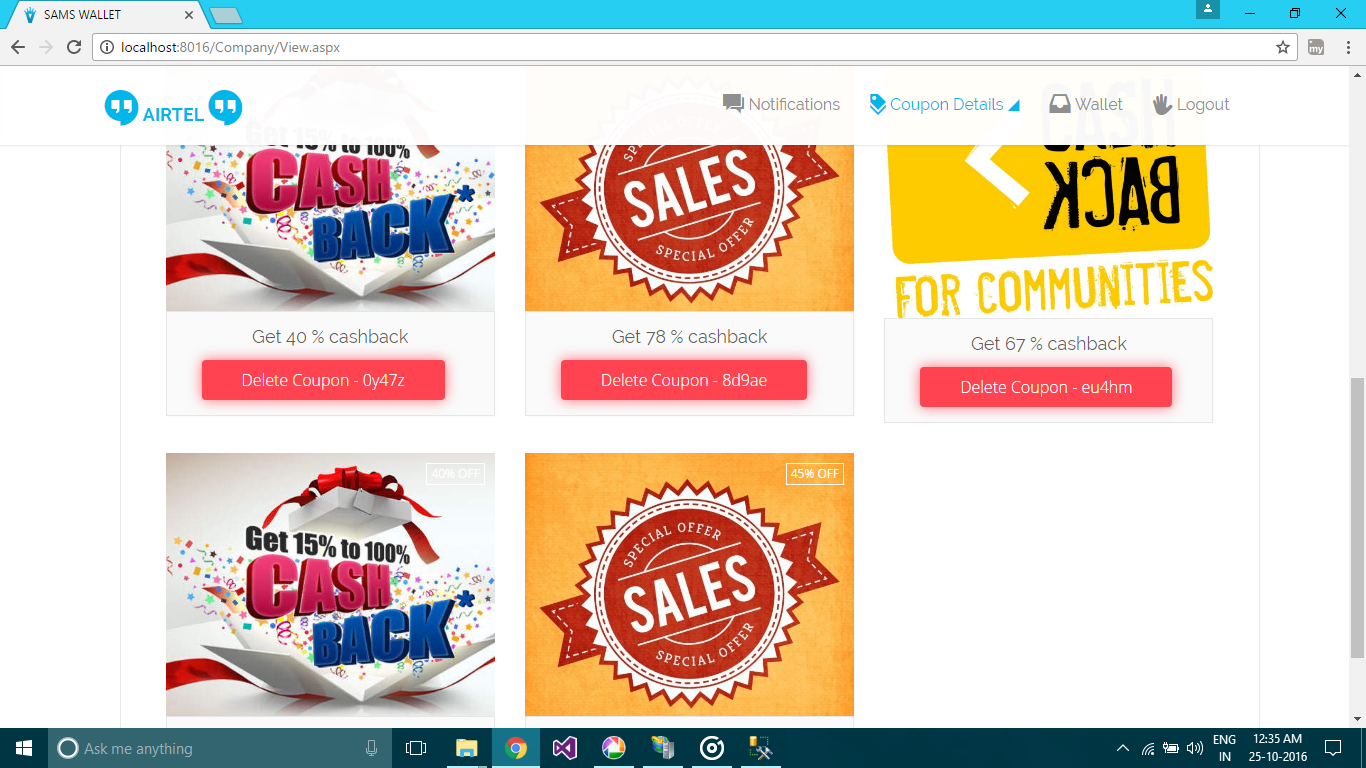 SAMS WALLET
localhost:8016/Company/View.aspx
my
AIRTEL
Notifications
Coupon Details
Wallet
Logout
Get 15% to 100%
CASH
BACK*
SPECIAL OFFER
SALES
SPECIAL OFFER
CASH
BACK
FOR COMMUNITIES
Get 40 % cashback
Get 78 % cashback
Get 67 % cashback
Delete Coupon - 0y47z
Delete Coupon - 8d9ae
Delete Coupon - eu4hm
40% OFF
Get 15% to 100%
CASH
BACK*
45% OFF
SPECIAL OFFER
SALES
SPECIAL OFFER
Ask me anything
ENG
IN
12:35 AM
25-10-2016